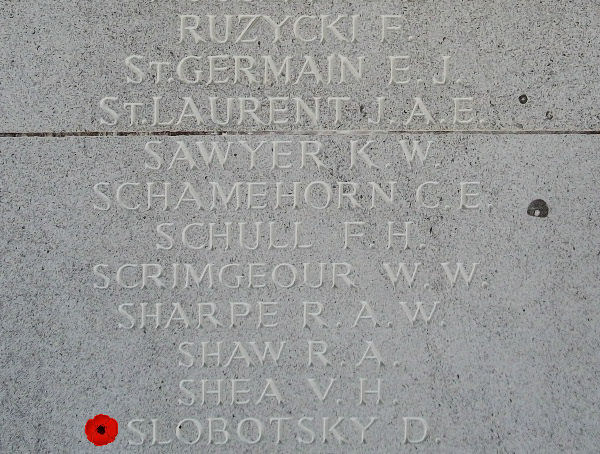 RUZYCKI F.
ST.GERMAIN E.J.
ST.LAURENT J.A.E.
SAWYER K.W.
SCHAMEHORN C.E.
SCHULL F.H.
SCRIMGEOUR W.W.
SHARPE R.A.W.
SHAW R.A.
SHEA V.H.
SLOBOTSKY D.